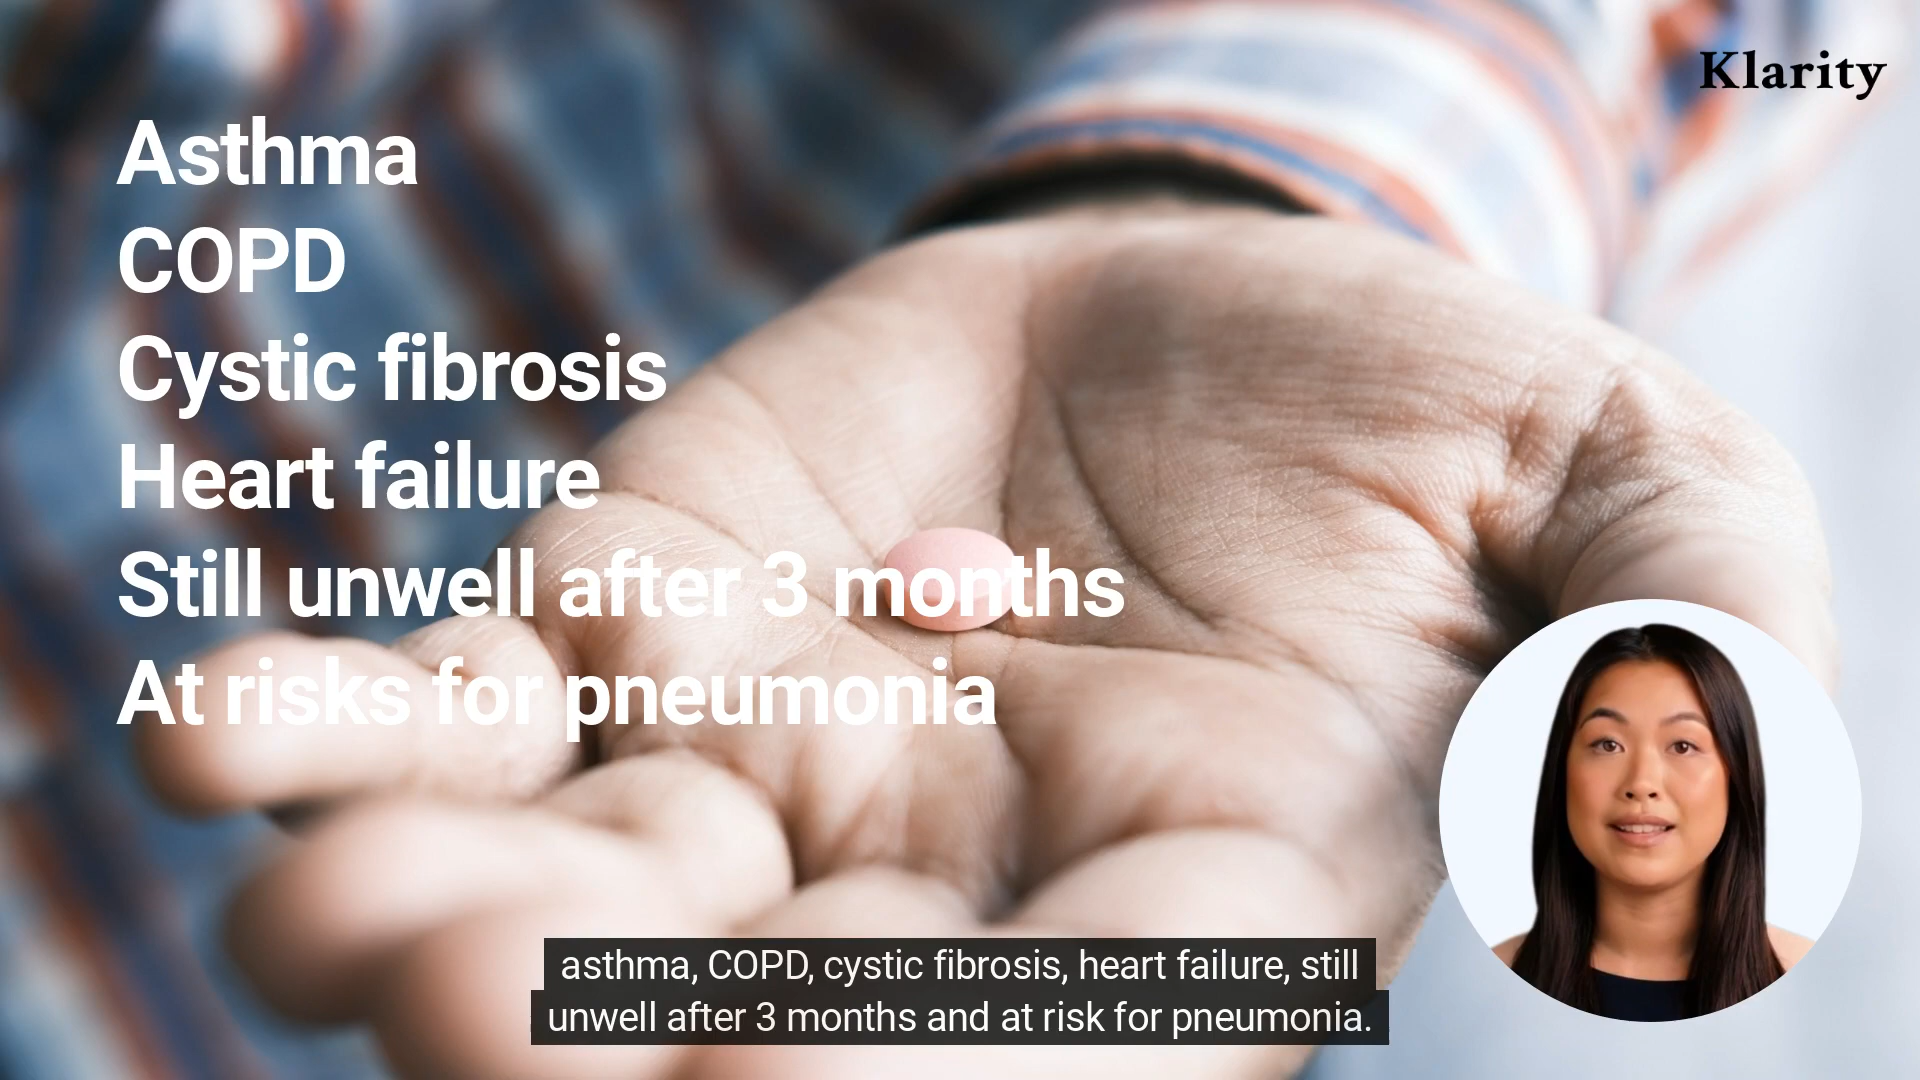 Klarity
Asthma
COPD
Cystic fibrosis
Heart failure
Still unwell after 3 months
At risks for pneumonia
asthma, COPD, cystic fibrosis, heart failure, still
unwell after 3 months and at risk for pneumonia.